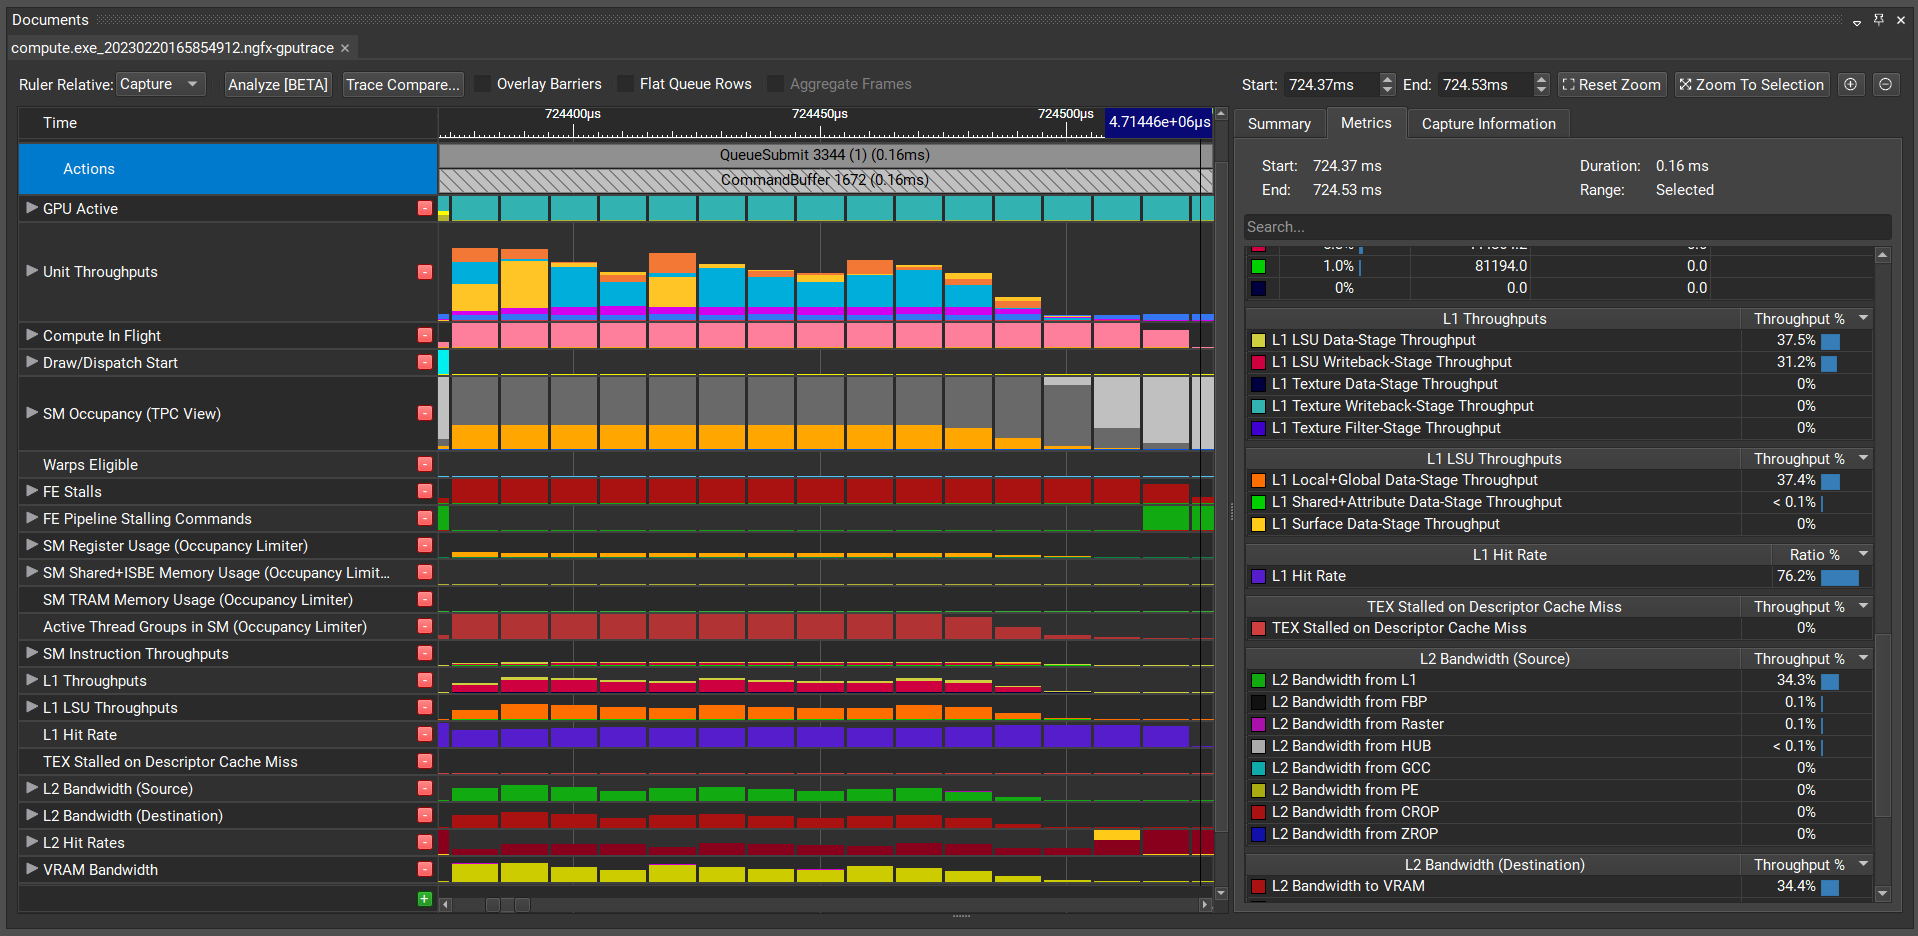 Documents
compute.exe_20230220165854912.ngfx-gputrace
Ruler Relative: Capture Analyze [BETA] Trace Compare... Overlay Barriers Flat Queue Rows Aggregate Frames Start: 724.37ms End: 724.53ms Reset Zoom Zoom To Selection
Time
724400µs 724450µs 724500µs 4.71446e+06µs
Actions
QueueSubmit 3344 (1) (0.16ms)
CommandBuffer 1672 (0.16ms)
GPU Active
Unit Throughputs
Compute In Flight
Draw/Dispatch Start
SM Occupancy (TPC View)
Warps Eligible
FE Stalls
FE Pipeline Stalling Commands
SM Register Usage (Occupancy Limiter)
SM Shared+ISBE Memory Usage (Occupancy Limit...
SM TRAM Memory Usage (Occupancy Limiter)
Active Thread Groups in SM (Occupancy Limiter)
SM Instruction Throughputs
L1 Throughputs
L1 LSU Throughputs
L1 Hit Rate
TEX Stalled on Descriptor Cache Miss
L2 Bandwidth (Source)
L2 Bandwidth (Destination)
L2 Hit Rates
VRAM Bandwidth
Summary Metrics Capture Information
Start: 724.37 ms Duration: 0.16 ms
End: 724.53 ms Range: Selected
Search...
1.0% 81194.0 0.0
0% 0.0 0.0
L1 Throughputs Throughput %
L1 LSU Data-Stage Throughput 37.5%
L1 LSU Writeback-Stage Throughput 31.2%
L1 Texture Data-Stage Throughput 0%
L1 Texture Writeback-Stage Throughput 0%
L1 Texture Filter-Stage Throughput 0%
L1 LSU Throughputs Throughput %
L1 Local+Global Data-Stage Throughput 37.4%
L1 Shared+Attribute Data-Stage Throughput < 0.1%
L1 Surface Data-Stage Throughput 0%
L1 Hit Rate Ratio %
L1 Hit Rate 76.2%
TEX Stalled on Descriptor Cache Miss Throughput %
TEX Stalled on Descriptor Cache Miss 0%
L2 Bandwidth (Source) Throughput %
L2 Bandwidth from L1 34.3%
L2 Bandwidth from FBP 0.1%
L2 Bandwidth from Raster 0.1%
L2 Bandwidth from HUB < 0.1%
L2 Bandwidth from GCC 0%
L2 Bandwidth from PE 0%
L2 Bandwidth from CROP 0%
L2 Bandwidth from ZROP 0%
L2 Bandwidth (Destination) Throughput %
L2 Bandwidth to VRAM 34.4%